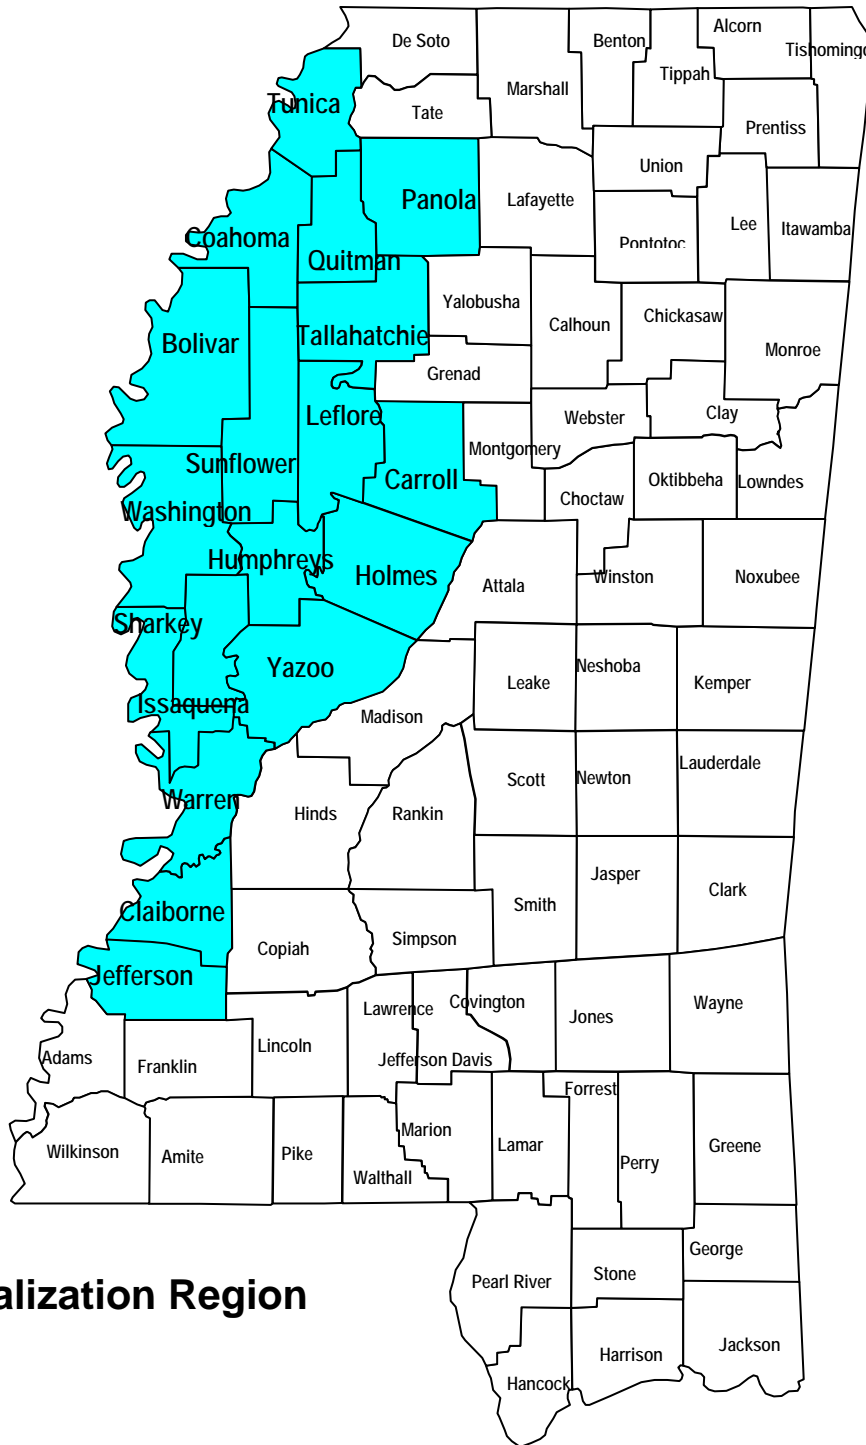 Alcorn
De Soto
Benton
Tishomingo
Tippah
Marshall
Tunica
Tate
Prentiss
Union
Panola
Lafayette
Lee
Itawamba
Coahoma
Pontotoc
Quitman
Yalobusha
Chickasaw
Calhoun
Tallahatchie
Bolivar
Monroe
Grenad
Leflore
Webster
Clay
Montgomery
Sunflower
Carroll
Oktibbeha
Lowndes
Choctaw
Washington
Humphreys
Holmes
Winston
Noxubee
Attala
Sharkey
Yazoo
Neshoba
Leake
Kemper
Issaquena
Madison
Lauderdale
Scott
Newton
Warren
Hinds
Rankin
Jasper
Clark
Smith
Claiborne
Simpson
Copiah
Jefferson
Lawrence
Covington
Wayne
Jones
Lincoln
Adams
Franklin
Jefferson Davis
Forrest
Marion
Lamar
Greene
Wilkinson
Amite
Pike
Perry
Walthall
George
Pearl River
Stone
alization Region
Jackson
Harrison
Hancock